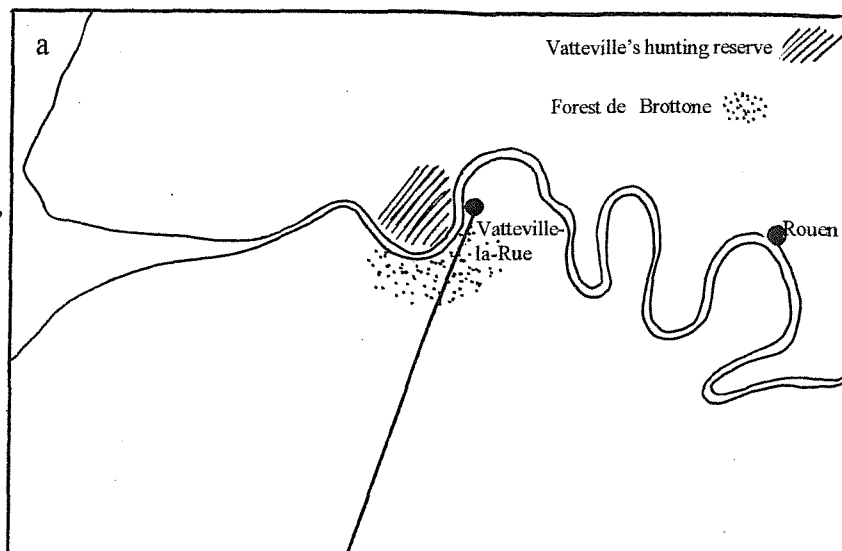 a
Vatteville's hunting reserve
Forest de Brottone
Vatteville-
la-Rue
Rouen